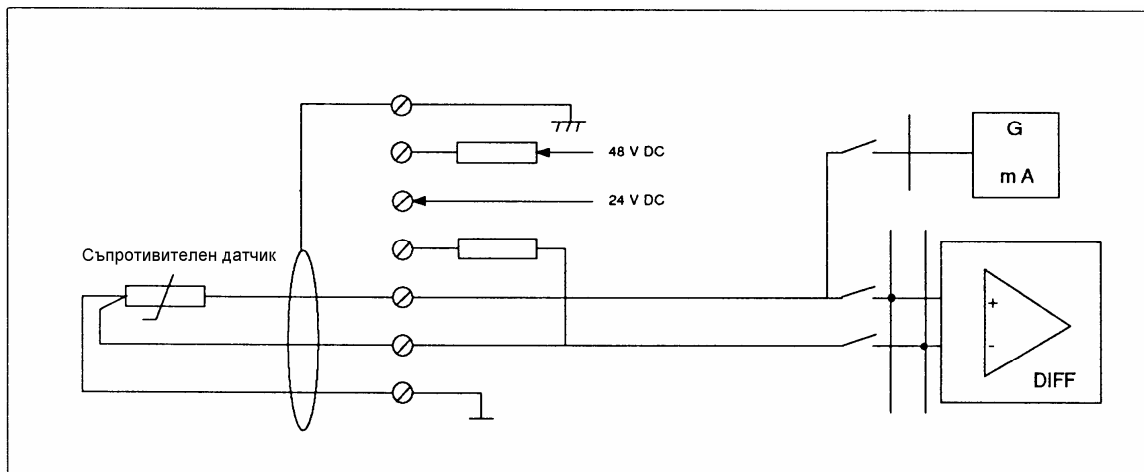 G
48 V DC
m A
24 V DC
Съпротивителен датчик
+
-
DIFF